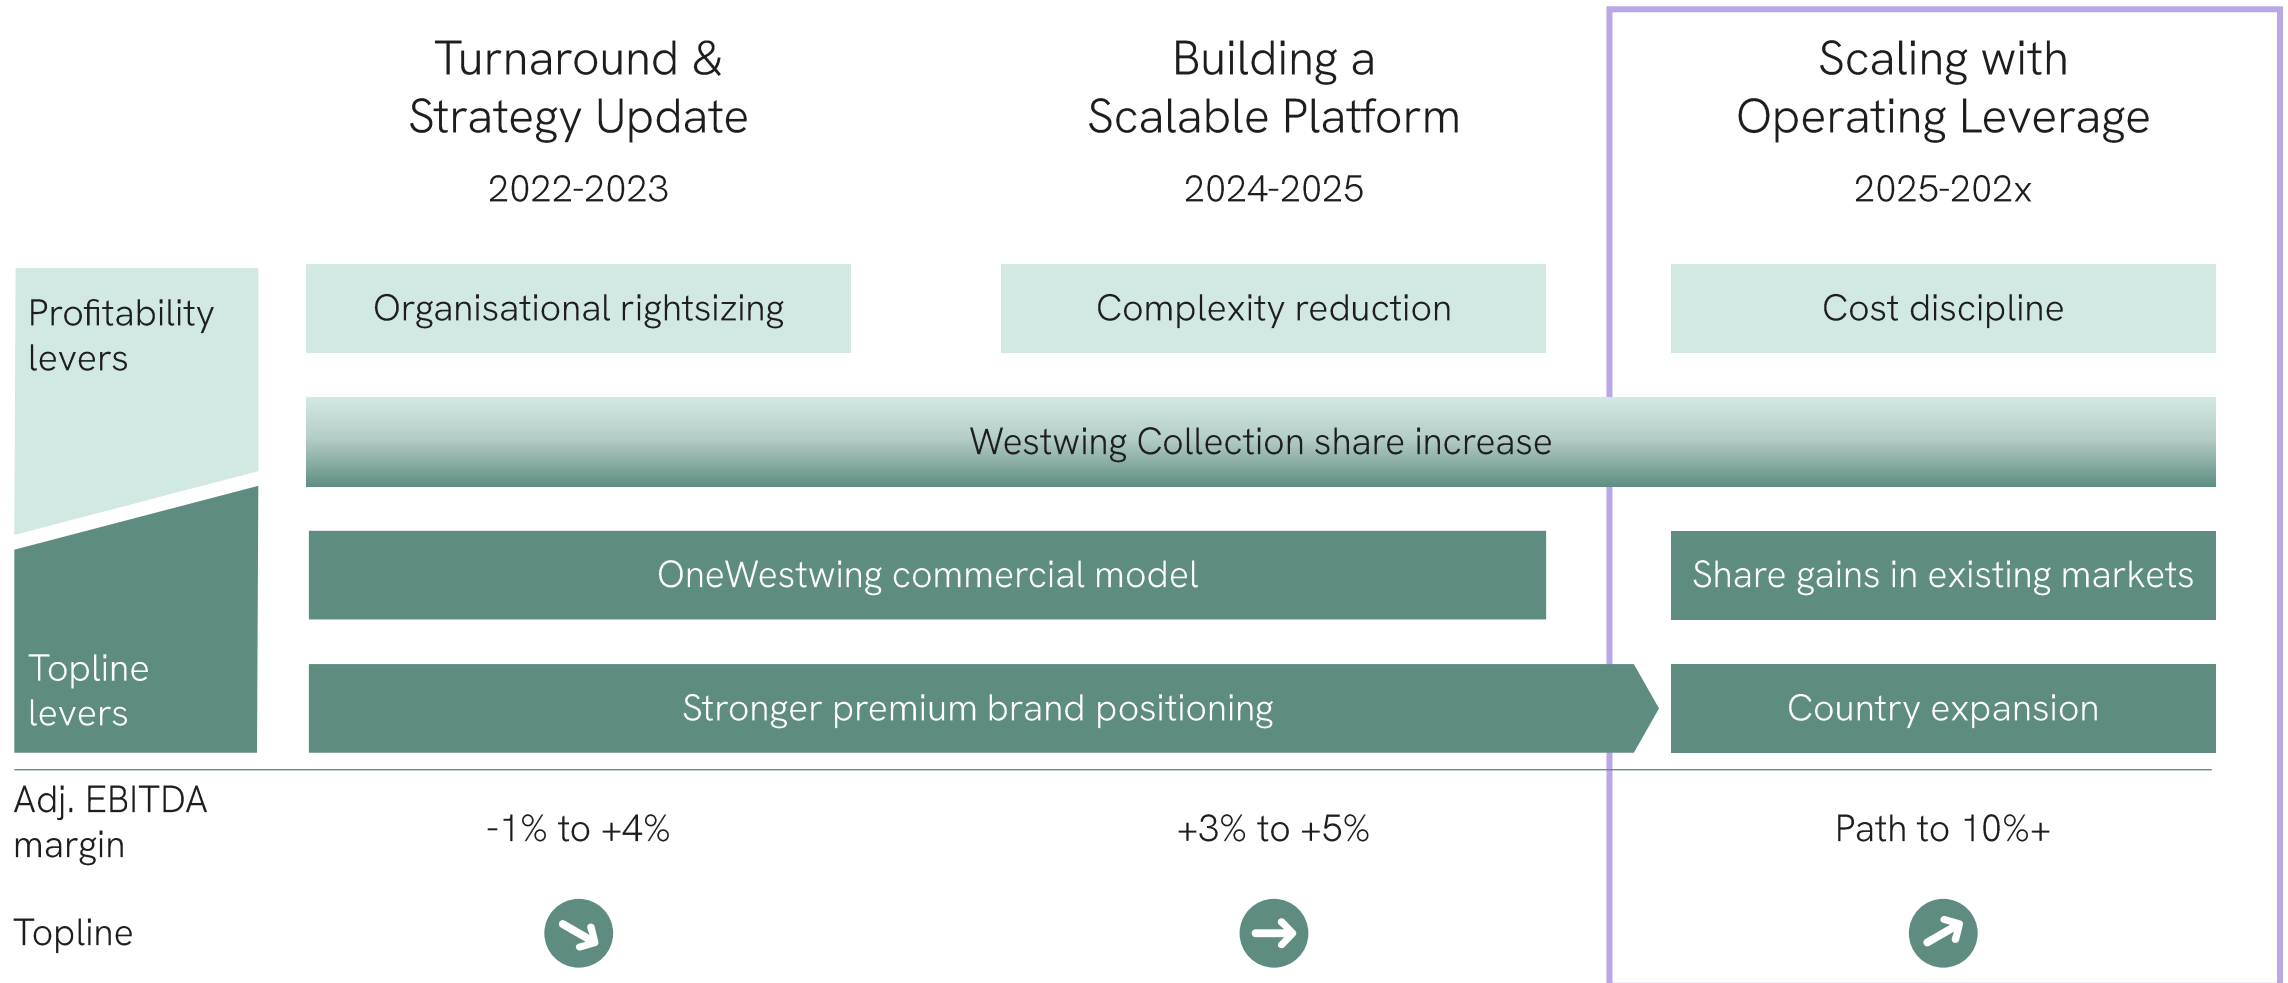 Turnaround &
Strategy Update
2022-2023
Building a
Scalable Platform
2024-2025
Scaling with
Operating Leverage
2025-202x
Profitability
levers
Organisational rightsizing
Complexity reduction
Cost discipline
Westwing Collection share increase
OneWestwing commercial model
Share gains in existing markets
Topline
levers
Stronger premium brand positioning
Country expansion
Adj. EBITDA
margin
-1% to +4%
+3% to +5%
Path to 10%+
Topline